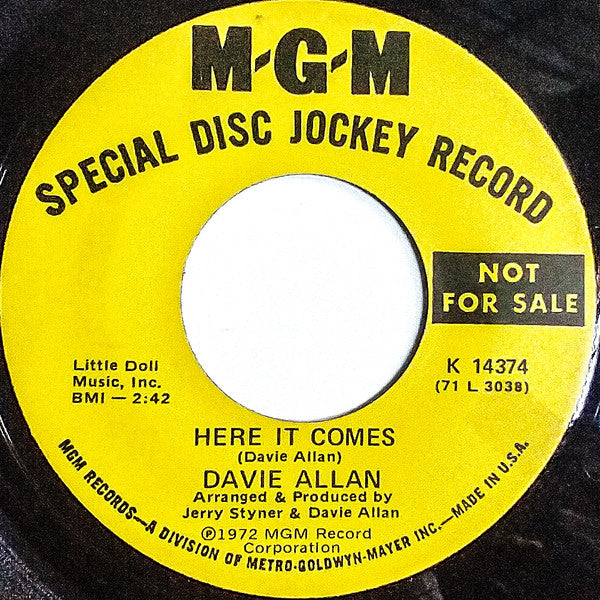 M-G-M
SPECIAL DISC JOCKEY RECORD
NOT
FOR SALE
Little Doll
Music, Inc.
BMI — 2:42
K 14374
(71 L 3038)
HERE IT COMES
(Davie Allan)
DAVIE ALLAN
Arranged & Produced by
Jerry Styner & Davie Allan
Ⓟ1972 MGM Record
Corporation
MGM RECORDS—A DIVISION OF METRO-GOLDWYN-MAYER INC.—MADE IN U.S.A.